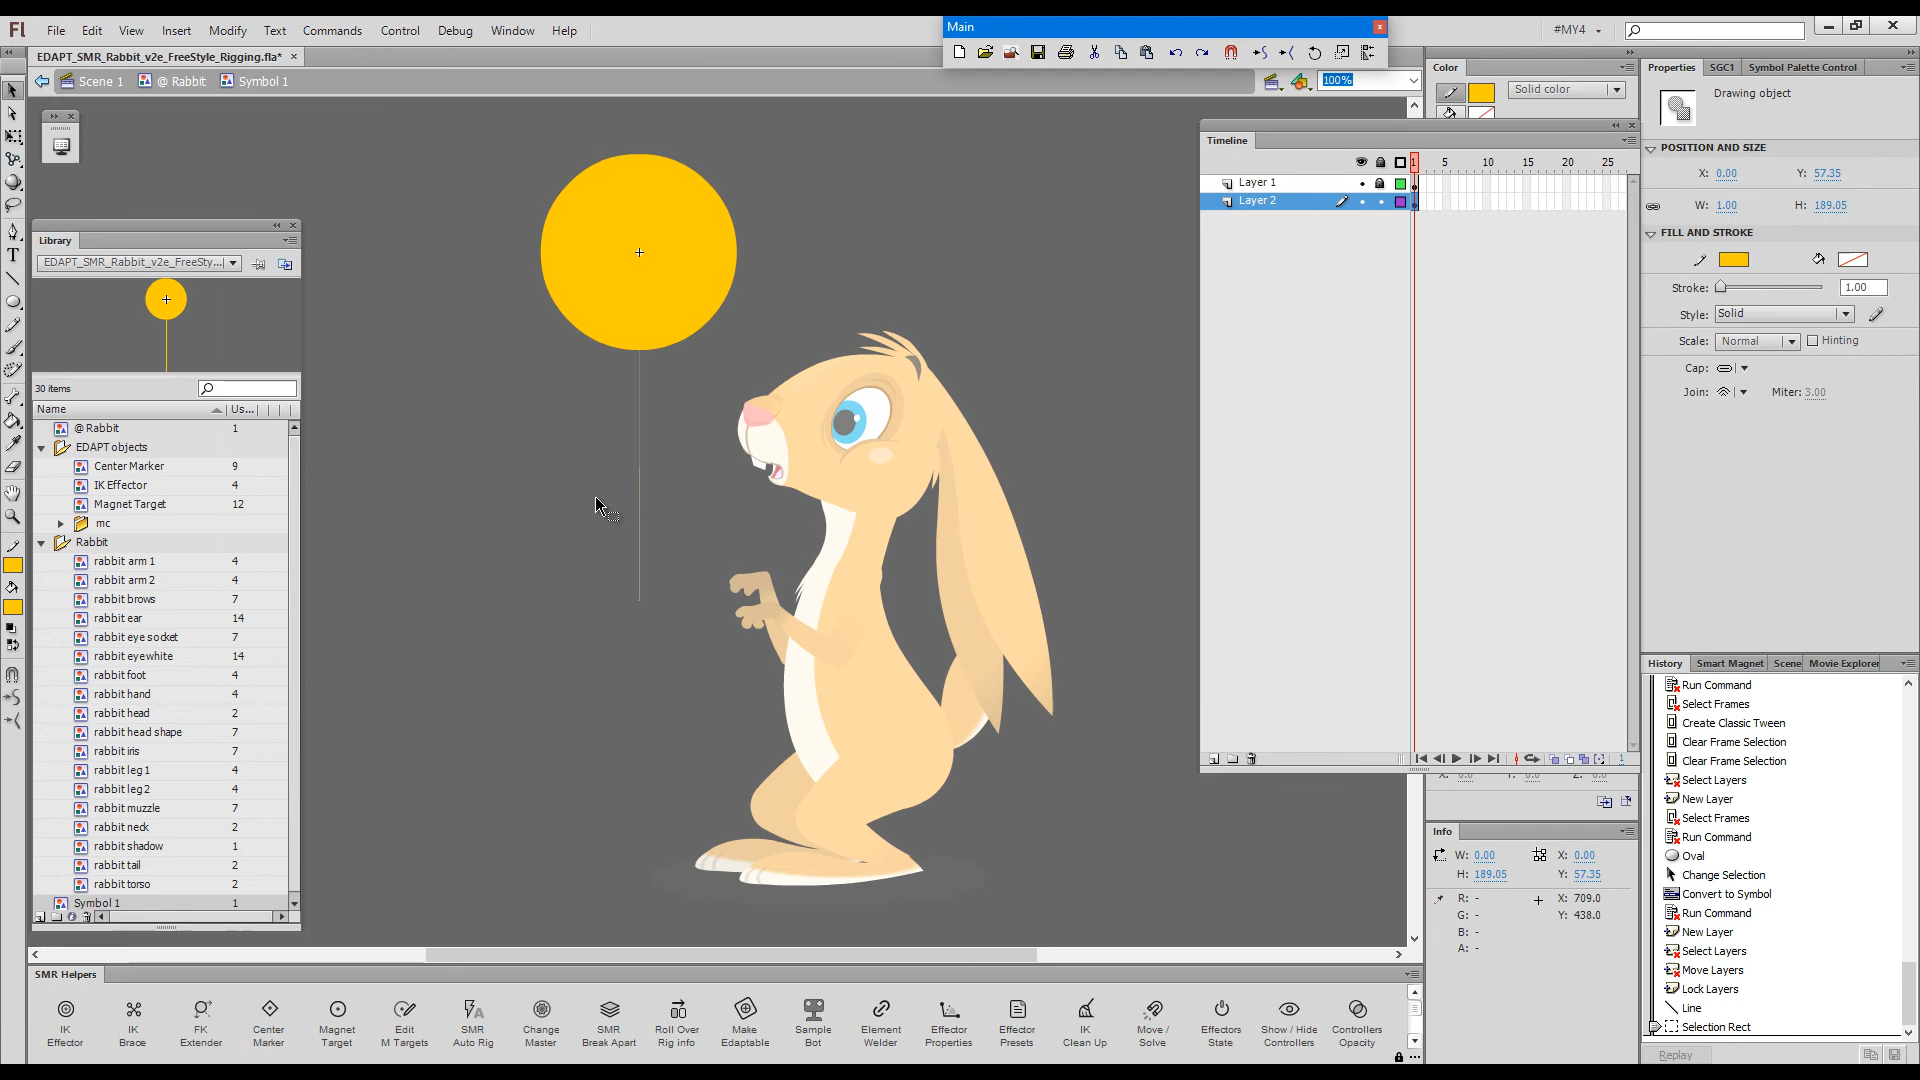 Fl File Edit View Insert Modify Text Commands Control Debug Window Help
Main
#MY4
EDAPT_SMR_Rabbit_v2e_FreeStyle_Rigging.fla*
Scene 1 @ Rabbit Symbol 1
100%
Color
Solid color
Properties SGC1 Symbol Palette Control
Drawing object
POSITION AND SIZE
X: 0.00 Y: 57.35
W: 1.00 H: 189.05
FILL AND STROKE
Stroke: 1.00
Style: Solid
Scale: Normal Hinting
Cap:
Join: Miter: 3.00
Timeline
1 5 10 15 20 25
Layer 1
Layer 2
1
Library
EDAPT_SMR_Rabbit_v2e_FreeSty...
30 items
Name Us...
@ Rabbit 1
EDAPT objects
Center Marker 9
IK Effector 4
Magnet Target 12
mc
Rabbit
rabbit arm 1 4
rabbit arm 2 4
rabbit brows 7
rabbit ear 14
rabbit eye socket 7
rabbit eyewhite 14
rabbit foot 4
rabbit hand 4
rabbit head 2
rabbit head shape 7
rabbit iris 7
rabbit leg 1 4
rabbit leg 2 4
rabbit muzzle 7
rabbit neck 2
rabbit shadow 1
rabbit tail 2
rabbit torso 2
Symbol 1 1
History Smart Magnet Scene Movie Explorer
Run Command
Select Frames
Create Classic Tween
Clear Frame Selection
Clear Frame Selection
Select Layers
New Layer
Select Frames
Run Command
Oval
Change Selection
Convert to Symbol
Run Command
New Layer
Select Layers
Move Layers
Lock Layers
Line
Selection Rect
Replay
Info
W: 0.00 X: 0.00
H: 189.05 Y: 57.35
R: - X: 709.0
G: - Y: 438.0
B: -
A: -
SMR Helpers
IK Effector
IK Brace
FK Extender
Center Marker
Magnet Target
Edit M Targets
SMR Auto Rig
Change Master
SMR Break Apart
Roll Over Rig info
Make Adaptable
Sample Bot
Element Welder
Effector Properties
Effector Presets
IK Clean Up
Move / Solve
Effectors State
Show / Hide Controllers
Controllers Opacity